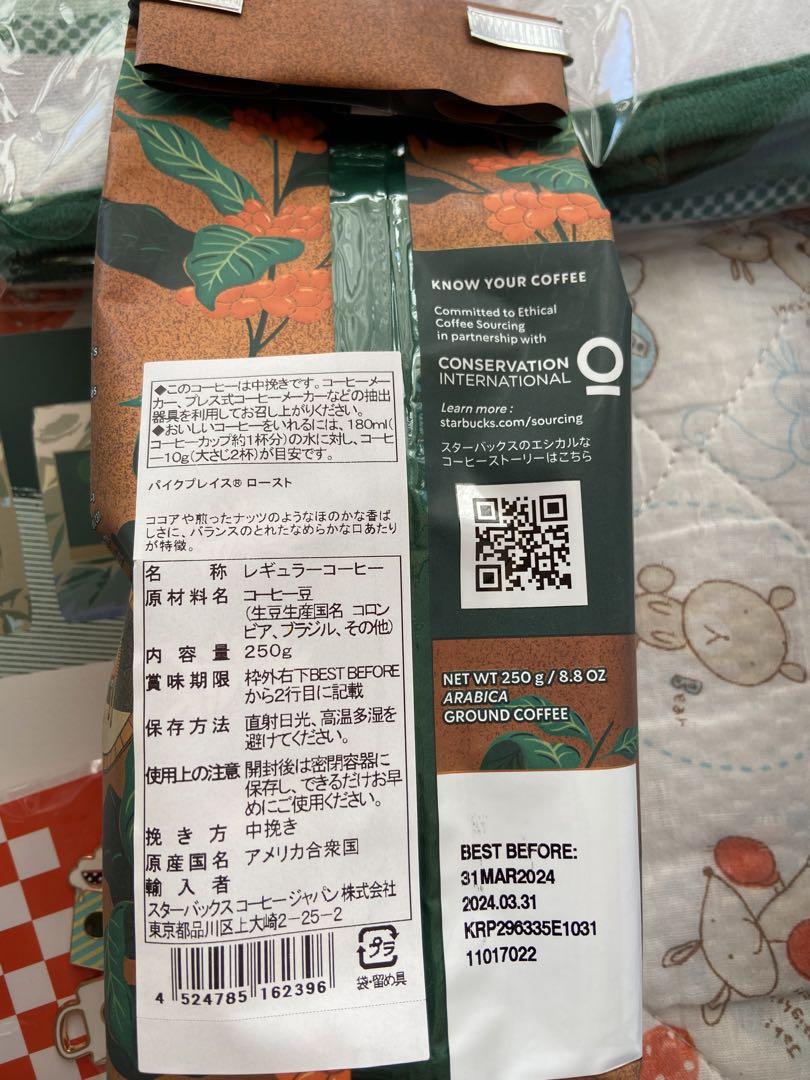 ◆このコーヒーは中挽きです。コーヒーメー
カー、プレス式コーヒーメーカーなどの抽出
器具を利用してお召し上がりください。
◆おいしいコーヒーをいれるには、180ml(
コーヒーカップ約1杯分)の水に対し、コーヒ
ー10g(大さじ2杯)が目安です。
パイクプレイス® ロースト
ココアや煎ったナッツのようなほのかな香ば
しさに、バランスのとれたなめらかな口あたり
が特徴。
名称 レギュラーコーヒー
原材料名 コーヒー豆
(生豆生産国名 コロン
ビア、ブラジル、その他)
内容量 250g
賞味期限 枠外右下BEST BEFORE
から2行目に記載
保存方法 直射日光、高温多湿を
避けてください。
使用上の注意 開封後は密閉容器に
保存し、できるだけお早
めにご使用ください。
挽き方 中挽き
原産国名 アメリカ合衆国
輸入者
スターバックス コーヒー ジャパン 株式会社
東京都品川区上大崎2-25-2
4 524785 162396
プラ
袋・留め具
KNOW YOUR COFFEE
Committed to Ethical
Coffee Sourcing
in partnership with
CONSERVATION
INTERNATIONAL
Learn more :
starbucks.com/sourcing
スターバックスのエシカルな
コーヒーストーリーはこちら
NET WT 250 g / 8.8 OZ
ARABICA
GROUND COFFEE
BEST BEFORE:
31MAR2024
2024.03.31
KRP296335E1031
11017022